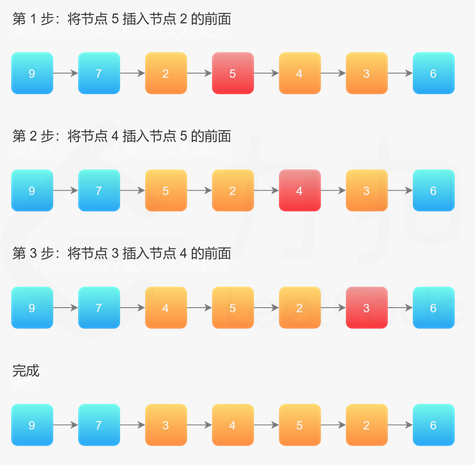 第 1 步：将节点 5 插入节点 2 的前面
9 7 2 5 4 3 6
第 2 步：将节点 4 插入节点 5 的前面
9 7 5 2 4 3 6
第 3 步：将节点 3 插入节点 4 的前面
9 7 4 5 2 3 6
完成
9 7 3 4 5 2 6